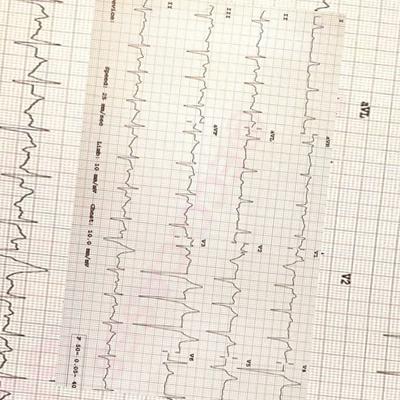 I aVR V1 V4
II aVL V2 V5
III aVF V3 V6
II
Speed: 25 mm/sec Limb: 10 mm/mV Chest: 10.0 mm/mV
aVL
V2